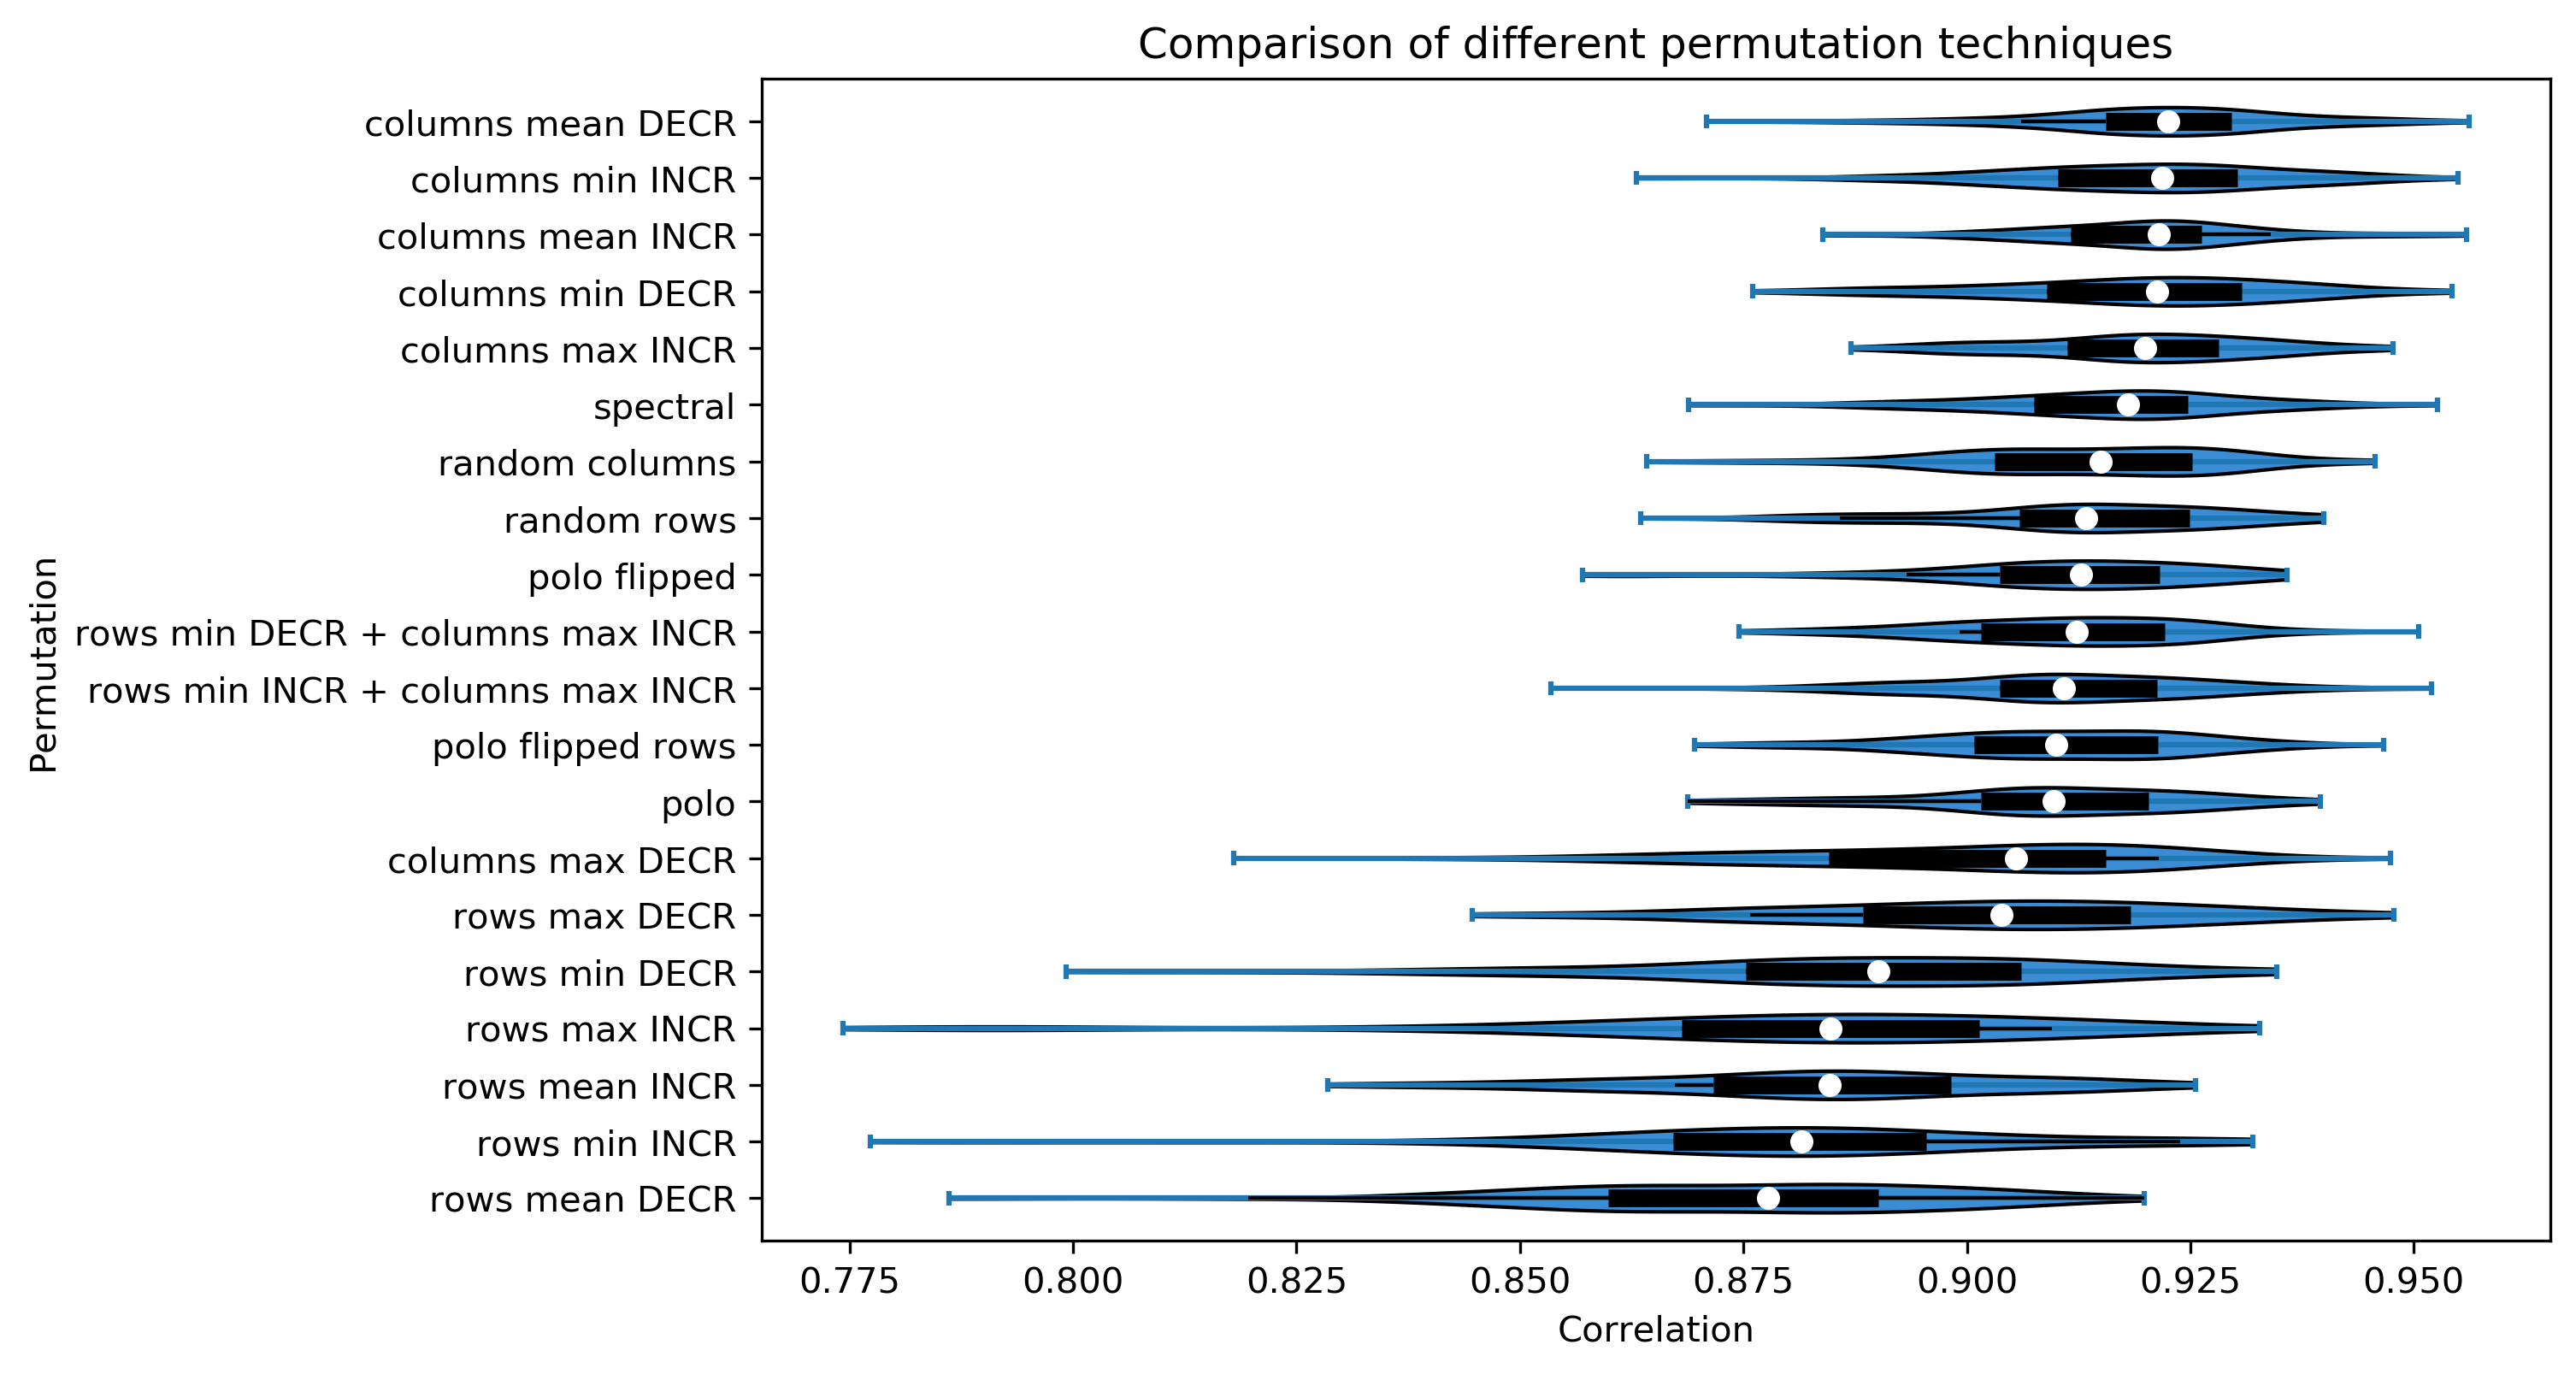 Comparison of different permutation techniques
Permutation
columns mean DECR
columns min INCR
columns mean INCR
columns min DECR
columns max INCR
spectral
random columns
random rows
polo flipped
rows min DECR + columns max INCR
rows min INCR + columns max INCR
polo flipped rows
polo
columns max DECR
rows max DECR
rows min DECR
rows max INCR
rows mean INCR
rows min INCR
rows mean DECR
0.775 0.800 0.825 0.850 0.875 0.900 0.925 0.950
Correlation